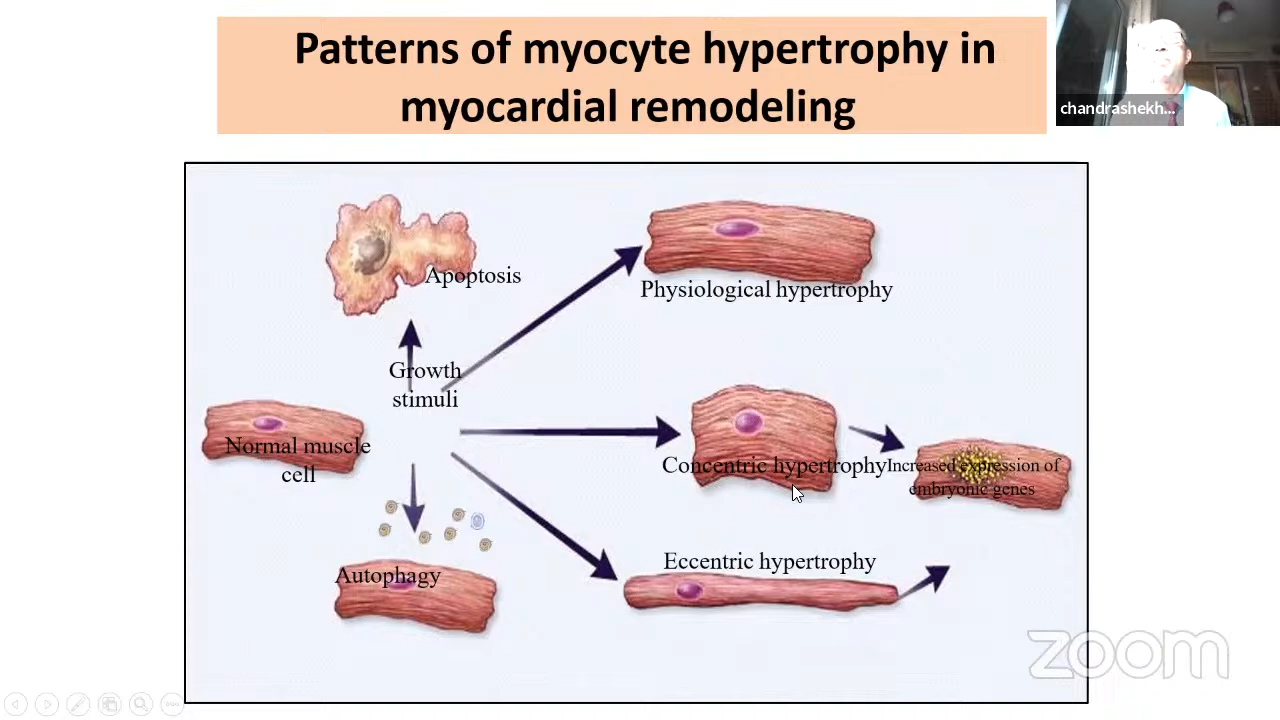 Patterns of myocyte hypertrophy in
myocardial remodeling
chandrashekh...
Apoptosis
Physiological hypertrophy
Growth
stimuli
Normal muscle
cell
Concentric hypertrophy
Increased expression of
embryonic genes
Eccentric hypertrophy
Autophagy
zoom